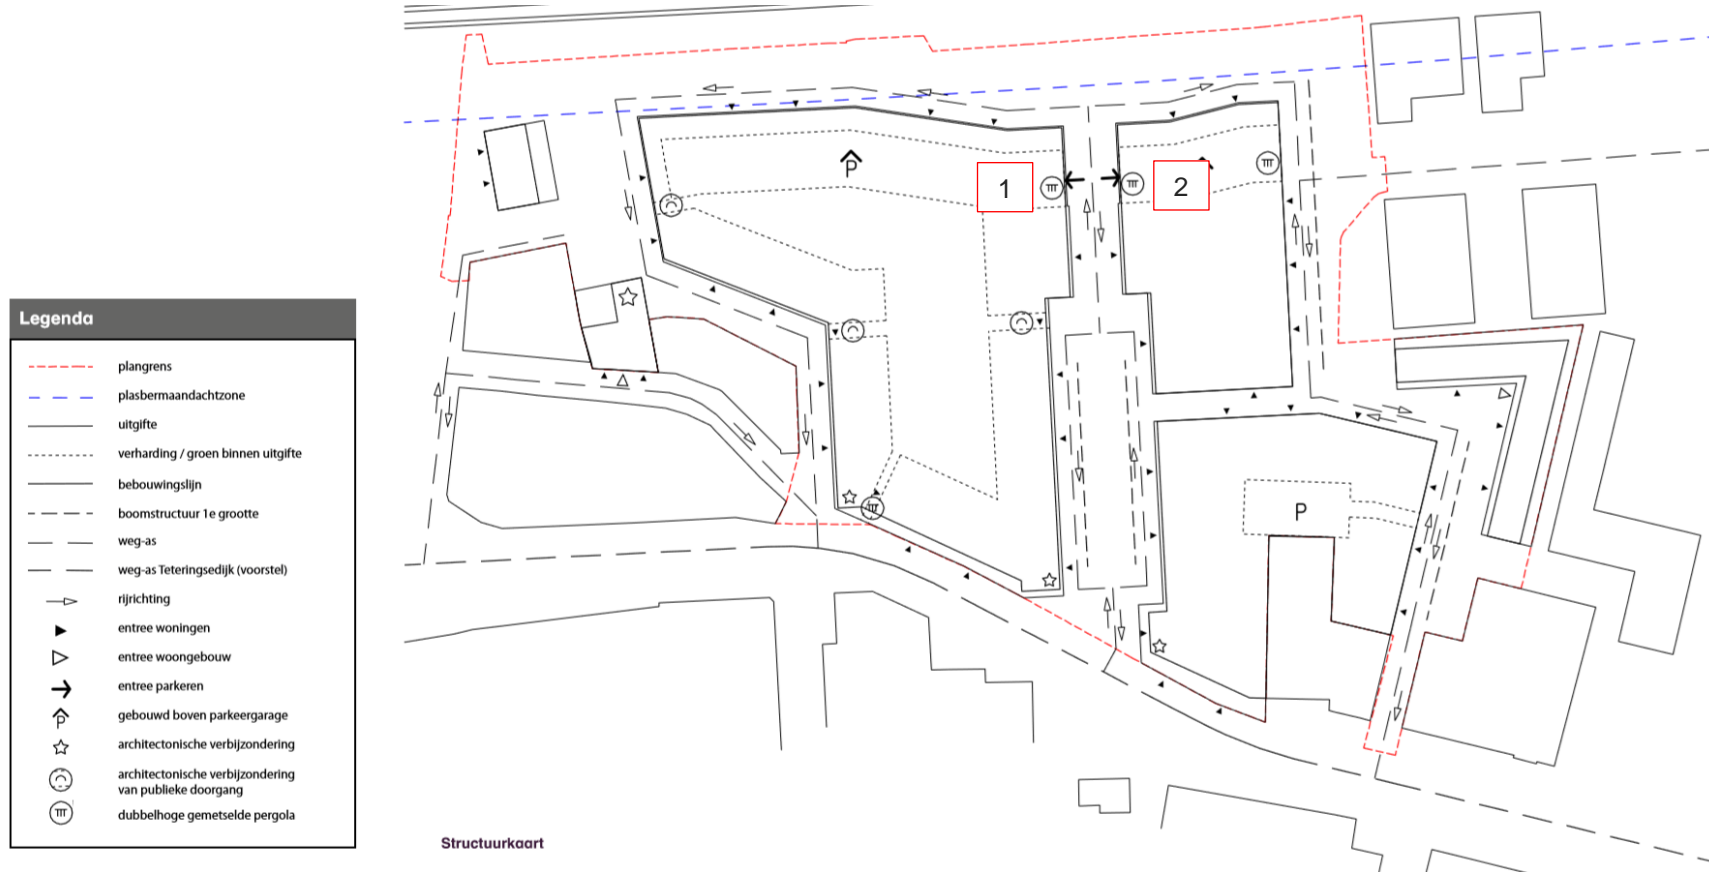 Legenda
plangrens
plasbermaandachtzone
uitgifte
verharding / groen binnen uitgifte
bebouwingslijn
boomstructuur 1e grootte
weg-as
weg-as Teteringsedijk (voorstel)
rijrichting
entree woningen
entree woongebouw
entree parkeren
P
gebouwd boven parkeergarage
architectonische verbijzondering
architectonische verbijzondering
van publieke doorgang
dubbelhoge gemetselde pergola
P
1
2
P
Structuurkaart